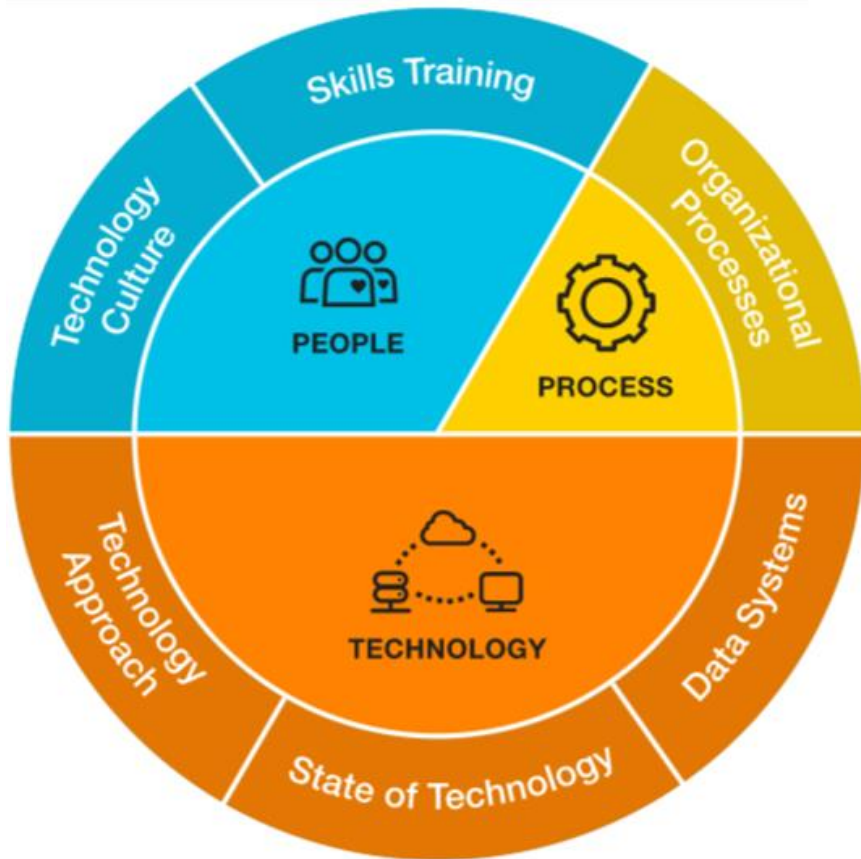 Skills Training
Technology
Culture
Organizational
Processes
PEOPLE
PROCESS
TECHNOLOGY
Technology
Approach
State of Technology
Data Systems